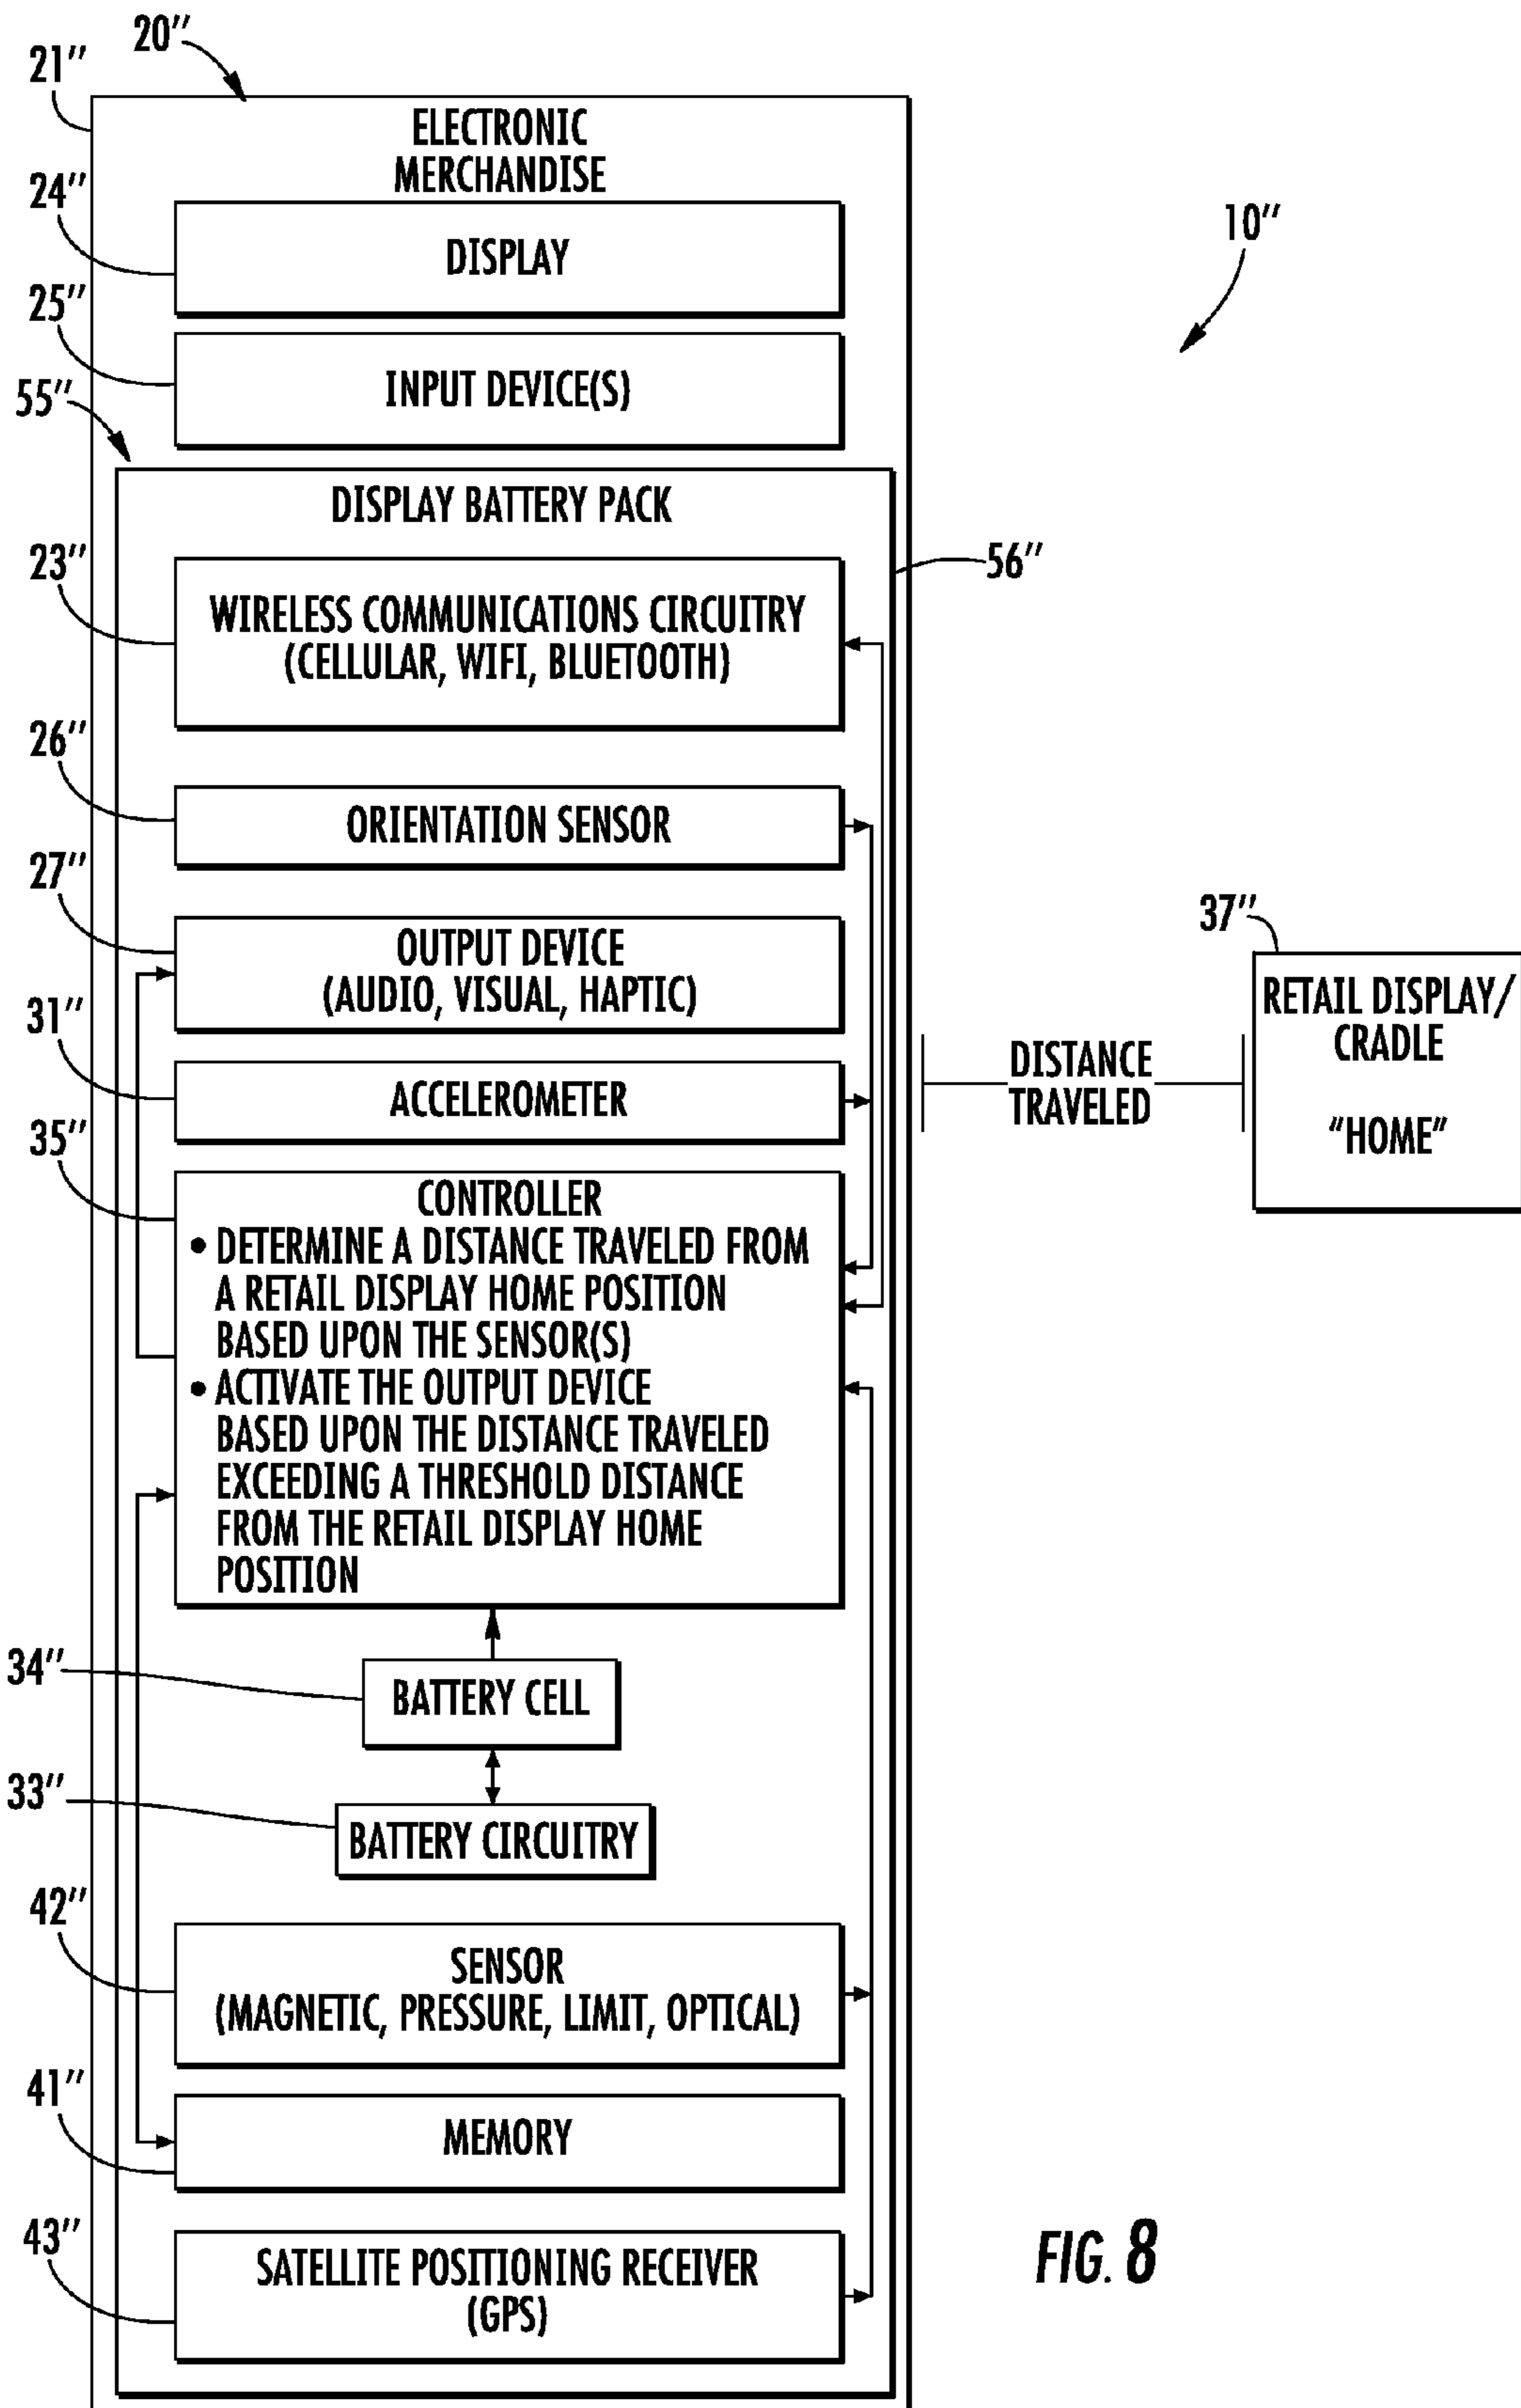 20″
21″
ELECTRONIC
MERCHANDISE
24″
DISPLAY
10″
25″
INPUT DEVICE(S)
55″
DISPLAY BATTERY PACK
23″
56″
WIRELESS COMMUNICATIONS CIRCUITRY
(CELLULAR, WIFI, BLUETOOTH)
26″
ORIENTATION SENSOR
27″
OUTPUT DEVICE
(AUDIO, VISUAL, HAPTIC)
37″
RETAIL DISPLAY/
CRADLE
"HOME"
31″
ACCELEROMETER
DISTANCE
TRAVELED
35″
CONTROLLER
• DETERMINE A DISTANCE TRAVELED FROM
A RETAIL DISPLAY HOME POSITION
BASED UPON THE SENSOR(S)
• ACTIVATE THE OUTPUT DEVICE
BASED UPON THE DISTANCE TRAVELED
EXCEEDING A THRESHOLD DISTANCE
FROM THE RETAIL DISPLAY HOME
POSITION
34″
BATTERY CELL
33″
BATTERY CIRCUITRY
42″
SENSOR
(MAGNETIC, PRESSURE, LIMIT, OPTICAL)
41″
MEMORY
43″
SATELLITE POSITIONING RECEIVER
(GPS)
FIG. 8